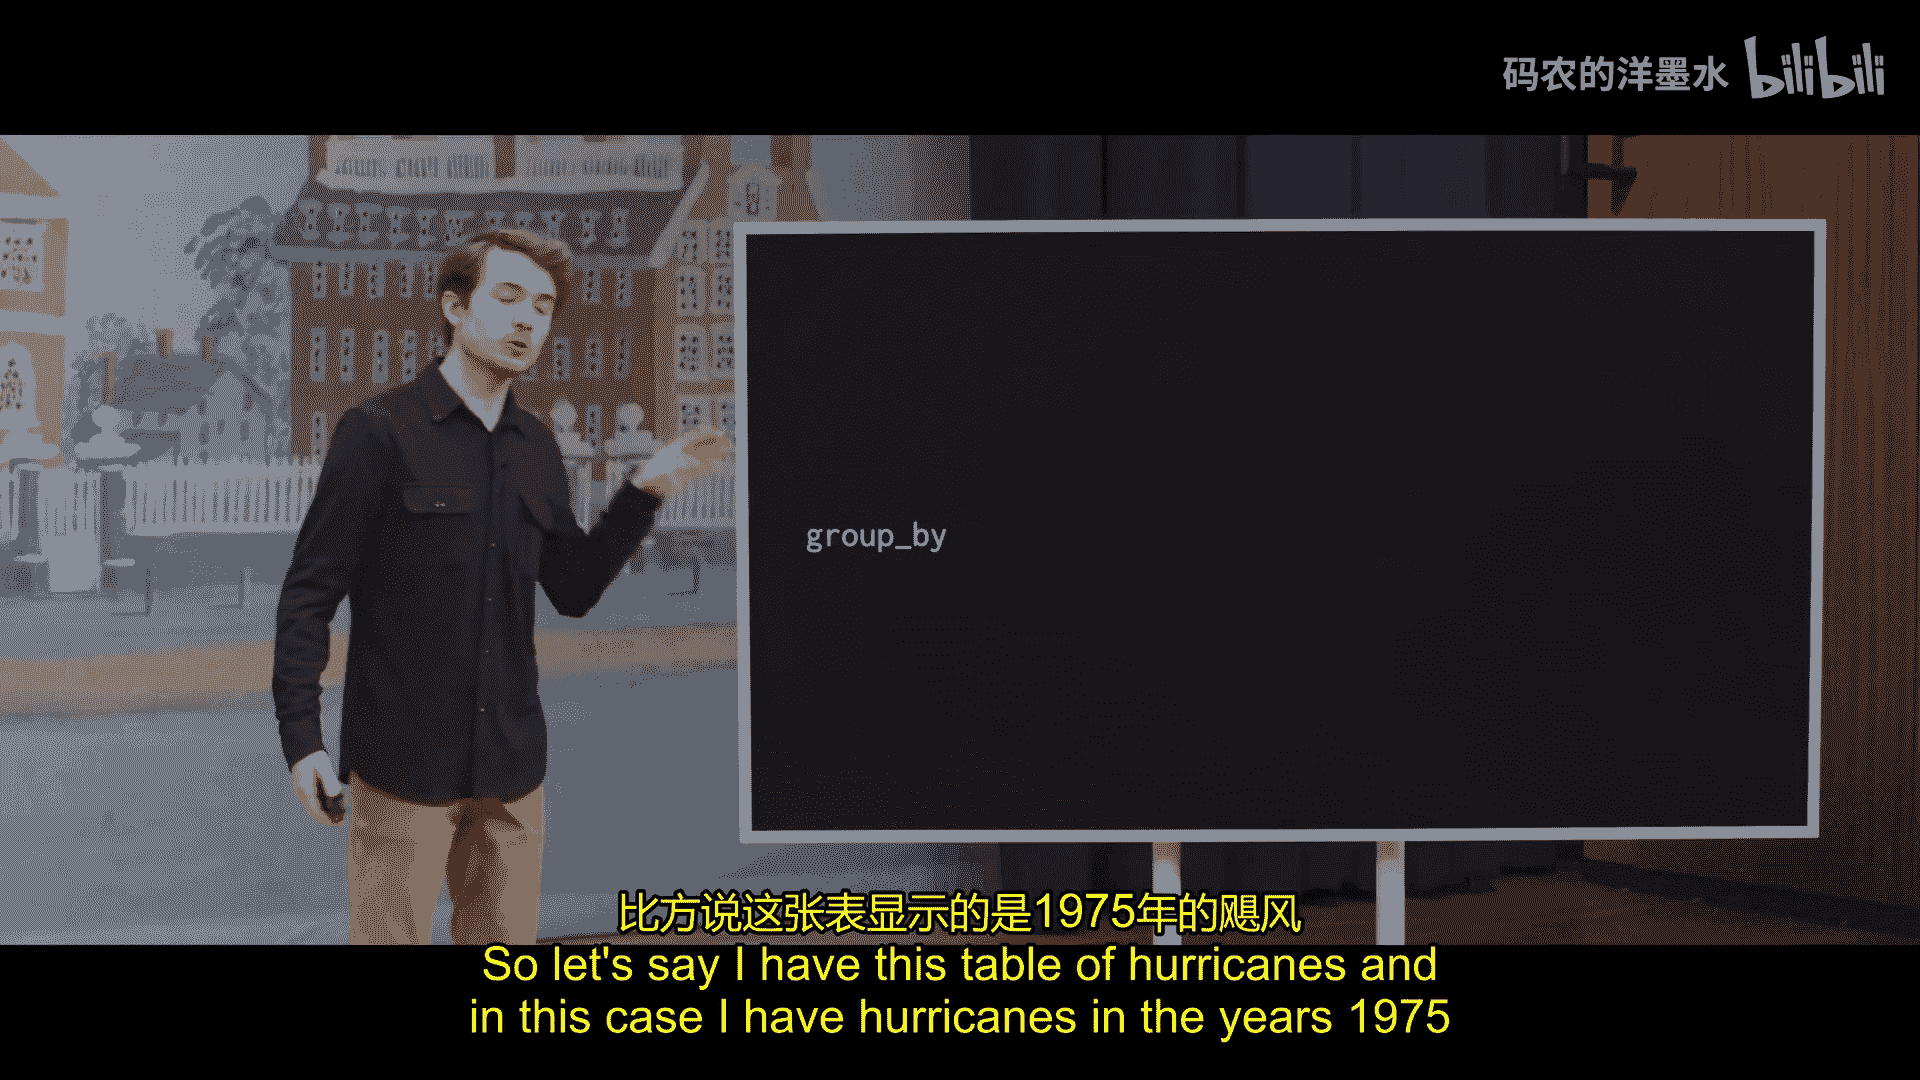 码农的洋墨水 bilibili
group_by
比方说这张表显示的是1975年的飓风
So let's say I have this table of hurricanes and
in this case I have hurricanes in the years 1975